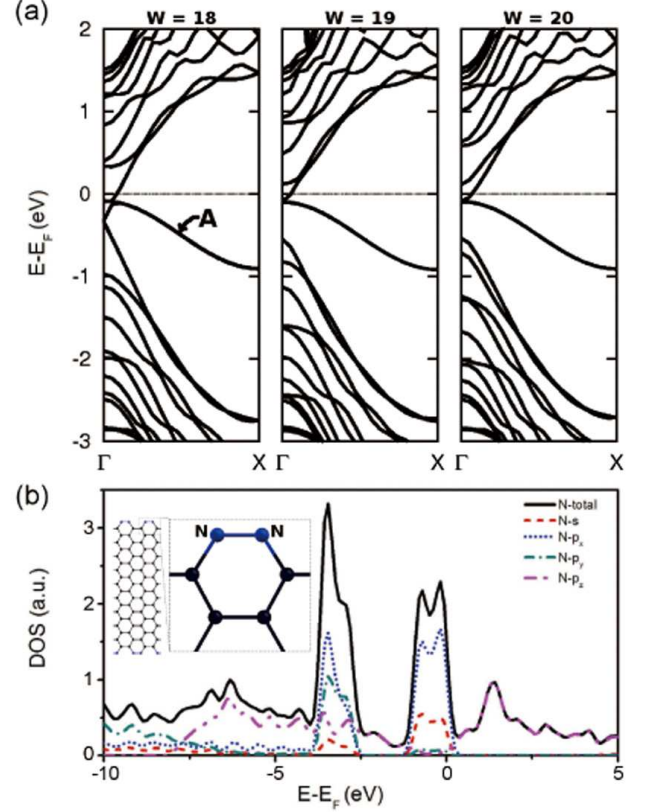 (a)
W = 18 W = 19 W = 20
2
1
0
-1
-2
-3
E-E_F (eV)
A
Γ X Γ X Γ X
(b)
3
2
1
0
DOS (a.u.)
N N
N-total
N-s
N-pₓ
N-p_y
N-p_z
-10 -5 0 5
E-E_F (eV)